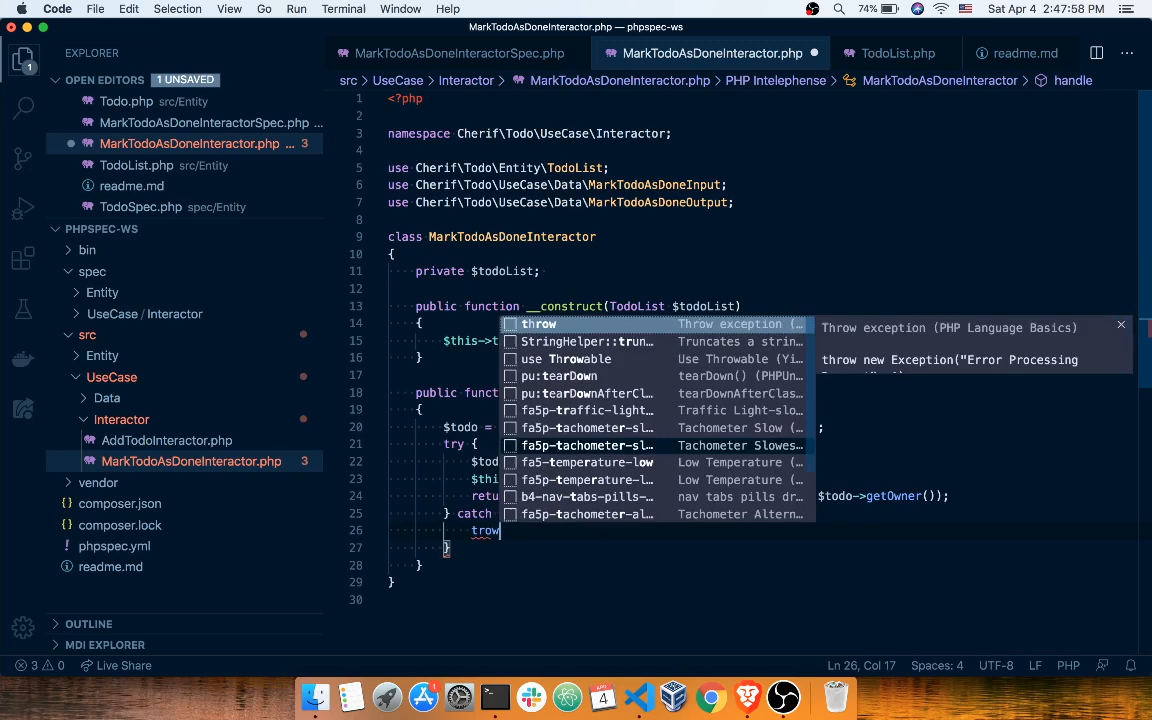 Code File Edit Selection View Go Run Terminal Window Help 74% Sat Apr 4 2:47:58 PM
MarkTodoAsDoneInteractor.php — phpspec-ws
EXPLORER
MarkTodoAsDoneInteractorSpec.php MarkTodoAsDoneInteractor.php TodoList.php readme.md
OPEN EDITORS 1 UNSAVED
src > UseCase > Interactor > MarkTodoAsDoneInteractor.php > PHP Intelephense > MarkTodoAsDoneInteractor > handle
Todo.php src/Entity
MarkTodoAsDoneInteractorSpec.php ...
MarkTodoAsDoneInteractor.php ... 3
TodoList.php src/Entity
readme.md
TodoSpec.php spec/Entity
PHPSPEC-WS
bin
spec
Entity
UseCase / Interactor
src
Entity
UseCase
Data
Interactor
AddTodoInteractor.php
MarkTodoAsDoneInteractor.php 3
vendor
composer.json
composer.lock
phpspec.yml
readme.md
OUTLINE
MDI EXPLORER
1 <?php
2
3 namespace Cherif\Todo\UseCase\Interactor;
4
5 use Cherif\Todo\Entity\TodoList;
6 use Cherif\Todo\UseCase\Data\MarkTodoAsDoneInput;
7 use Cherif\Todo\UseCase\Data\MarkTodoAsDoneOutput;
8
9 class MarkTodoAsDoneInteractor
10 {
11 private $todoList;
12
13 public function __construct(TodoList $todoList)
14 {
15 $this->t
16 }
17
18 public funct
19 {
20 $todo = ;
21 try {
22 $tod
23 $thi
24 retu $todo->getOwner());
25 } catch
26 trow
27 }
28 }
29 }
30
throw Throw exception (...
StringHelper::trun... Truncates a strin...
use Throwable Use Throwable (Yi...
pu:tearDown tearDown() (PHPUn...
pu:tearDownAfterCl... tearDownAfterClas...
fa5p-traffic-light... Traffic Light-slo...
fa5p-tachometer-sl... Tachometer Slow (...
fa5p-tachometer-sl... Tachometer Slowes...
fa5-temperature-low Low Temperature (...
fa5p-temperature-l... Low Temperature (...
b4-nav-tabs-pills-... nav tabs pills dr...
fa5p-tachometer-al... Tachometer Altern...
Throw exception (PHP Language Basics)
throw new Exception("Error Processing
3 0 Live Share Ln 26, Col 17 Spaces: 4 UTF-8 LF PHP